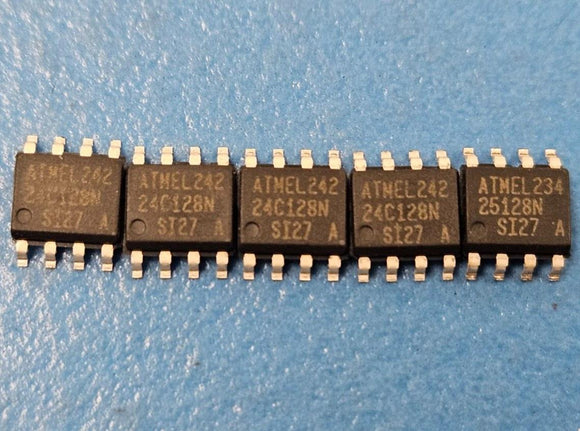 ATMEL242
24C128N
SI27 A
ATMEL242
24C128N
SI27 A
ATMEL242
24C128N
SI27 A
ATMEL242
24C128N
SI27 A
ATMEL234
25128N
SI27 A